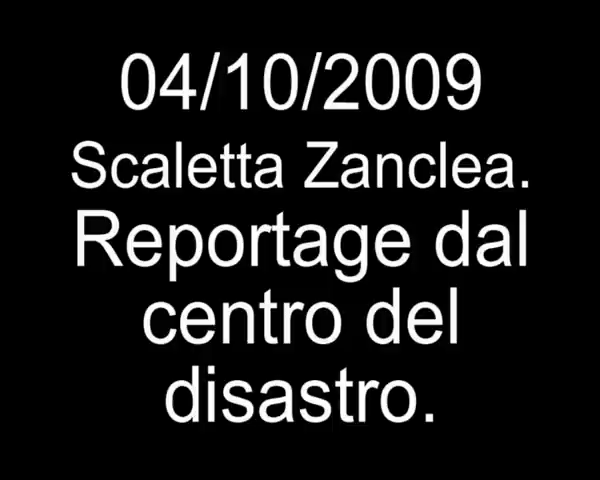 04/10/2009
Scaletta Zanclea.
Reportage dal
centro del
disastro.